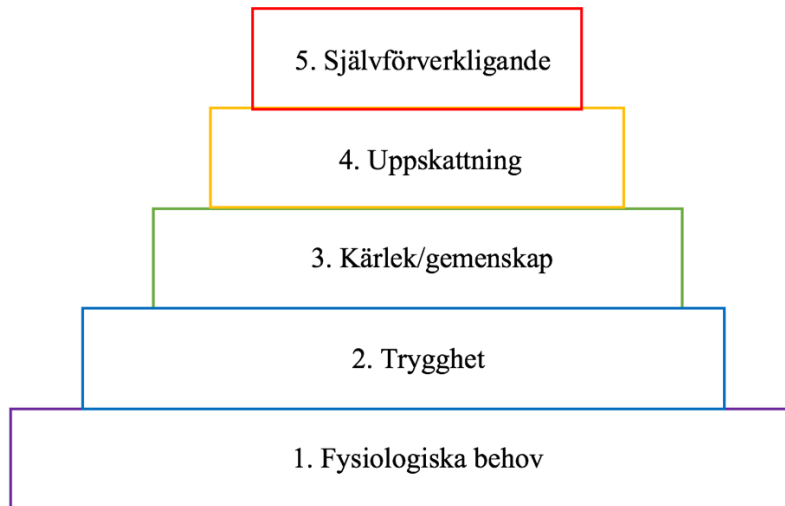 5. Självförverkligande
4. Uppskattning
3. Kärlek/gemenskap
2. Trygghet
1. Fysiologiska behov